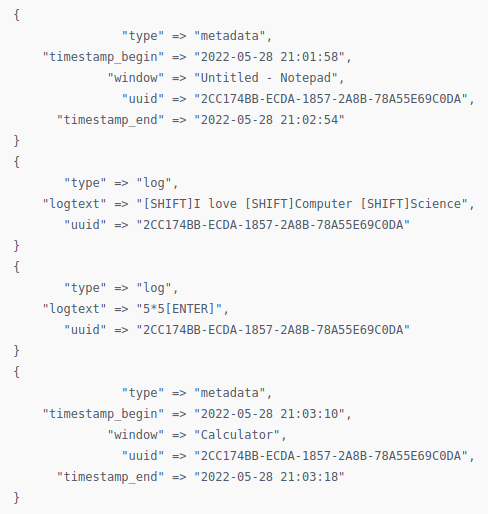 {
"type" => "metadata",
"timestamp_begin" => "2022-05-28 21:01:58",
"window" => "Untitled - Notepad",
"uuid" => "2CC174BB-ECDA-1857-2A8B-78A55E69C0DA",
"timestamp_end" => "2022-05-28 21:02:54"
}
{
"type" => "log",
"logtext" => "[SHIFT]I love [SHIFT]Computer [SHIFT]Science",
"uuid" => "2CC174BB-ECDA-1857-2A8B-78A55E69C0DA"
}
{
"type" => "log",
"logtext" => "5*5[ENTER]",
"uuid" => "2CC174BB-ECDA-1857-2A8B-78A55E69C0DA"
}
{
"type" => "metadata",
"timestamp_begin" => "2022-05-28 21:03:10",
"window" => "Calculator",
"uuid" => "2CC174BB-ECDA-1857-2A8B-78A55E69C0DA",
"timestamp_end" => "2022-05-28 21:03:18"
}